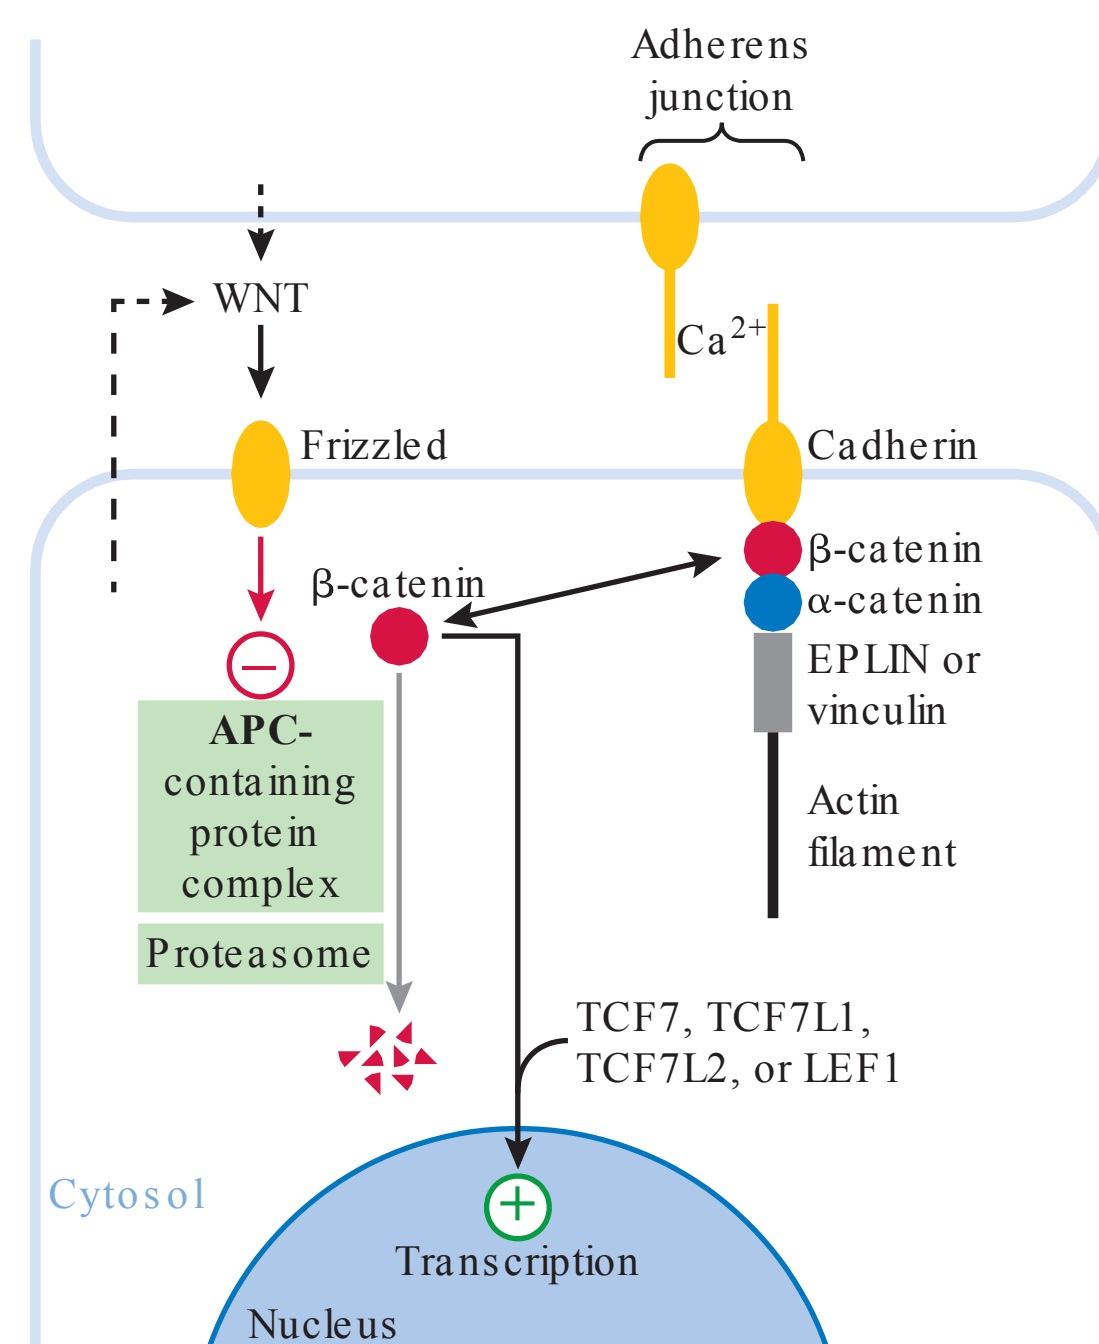 Adherens
junction
WNT
Ca2+
Frizzled
Cadherin
β-catenin
β-catenin
α-catenin
EPLIN or
vinculin
APC-
containing
protein
complex
Actin
filament
Proteasome
TCF7, TCF7L1,
TCF7L2, or LEF1
Cytosol
Transcription
Nucleus